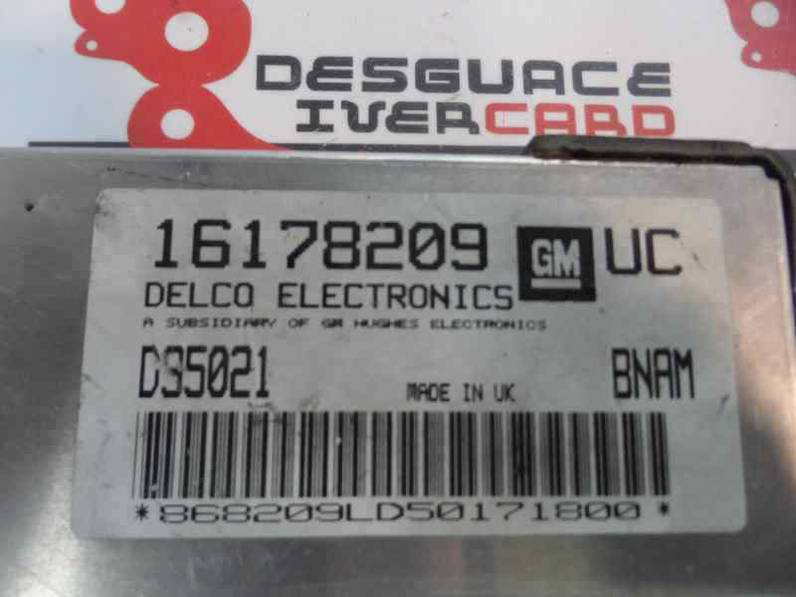 DESGUACE
IVERCARD
16178209 GM UC
DELCO ELECTRONICS
A SUBSIDIARY OF GM HUGHES ELECTRONICS
DS5021 MADE IN UK BNAM
*868209LD50171800*